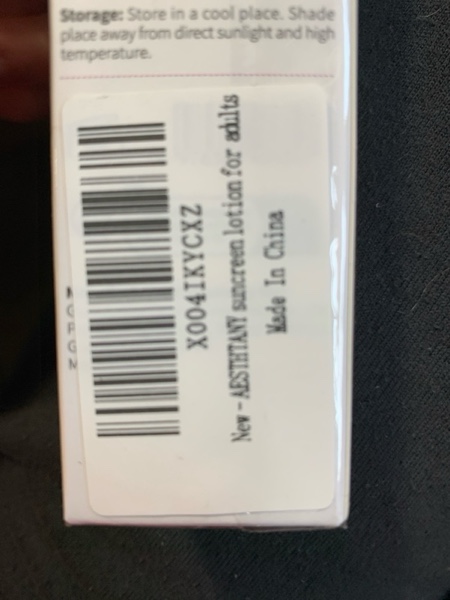 Storage: Store in a cool place. Shade
place away from direct sunlight and high
temperature.
X004IKYCXZ
New - AESTHTANY suncreen lotion for adults
Made In China